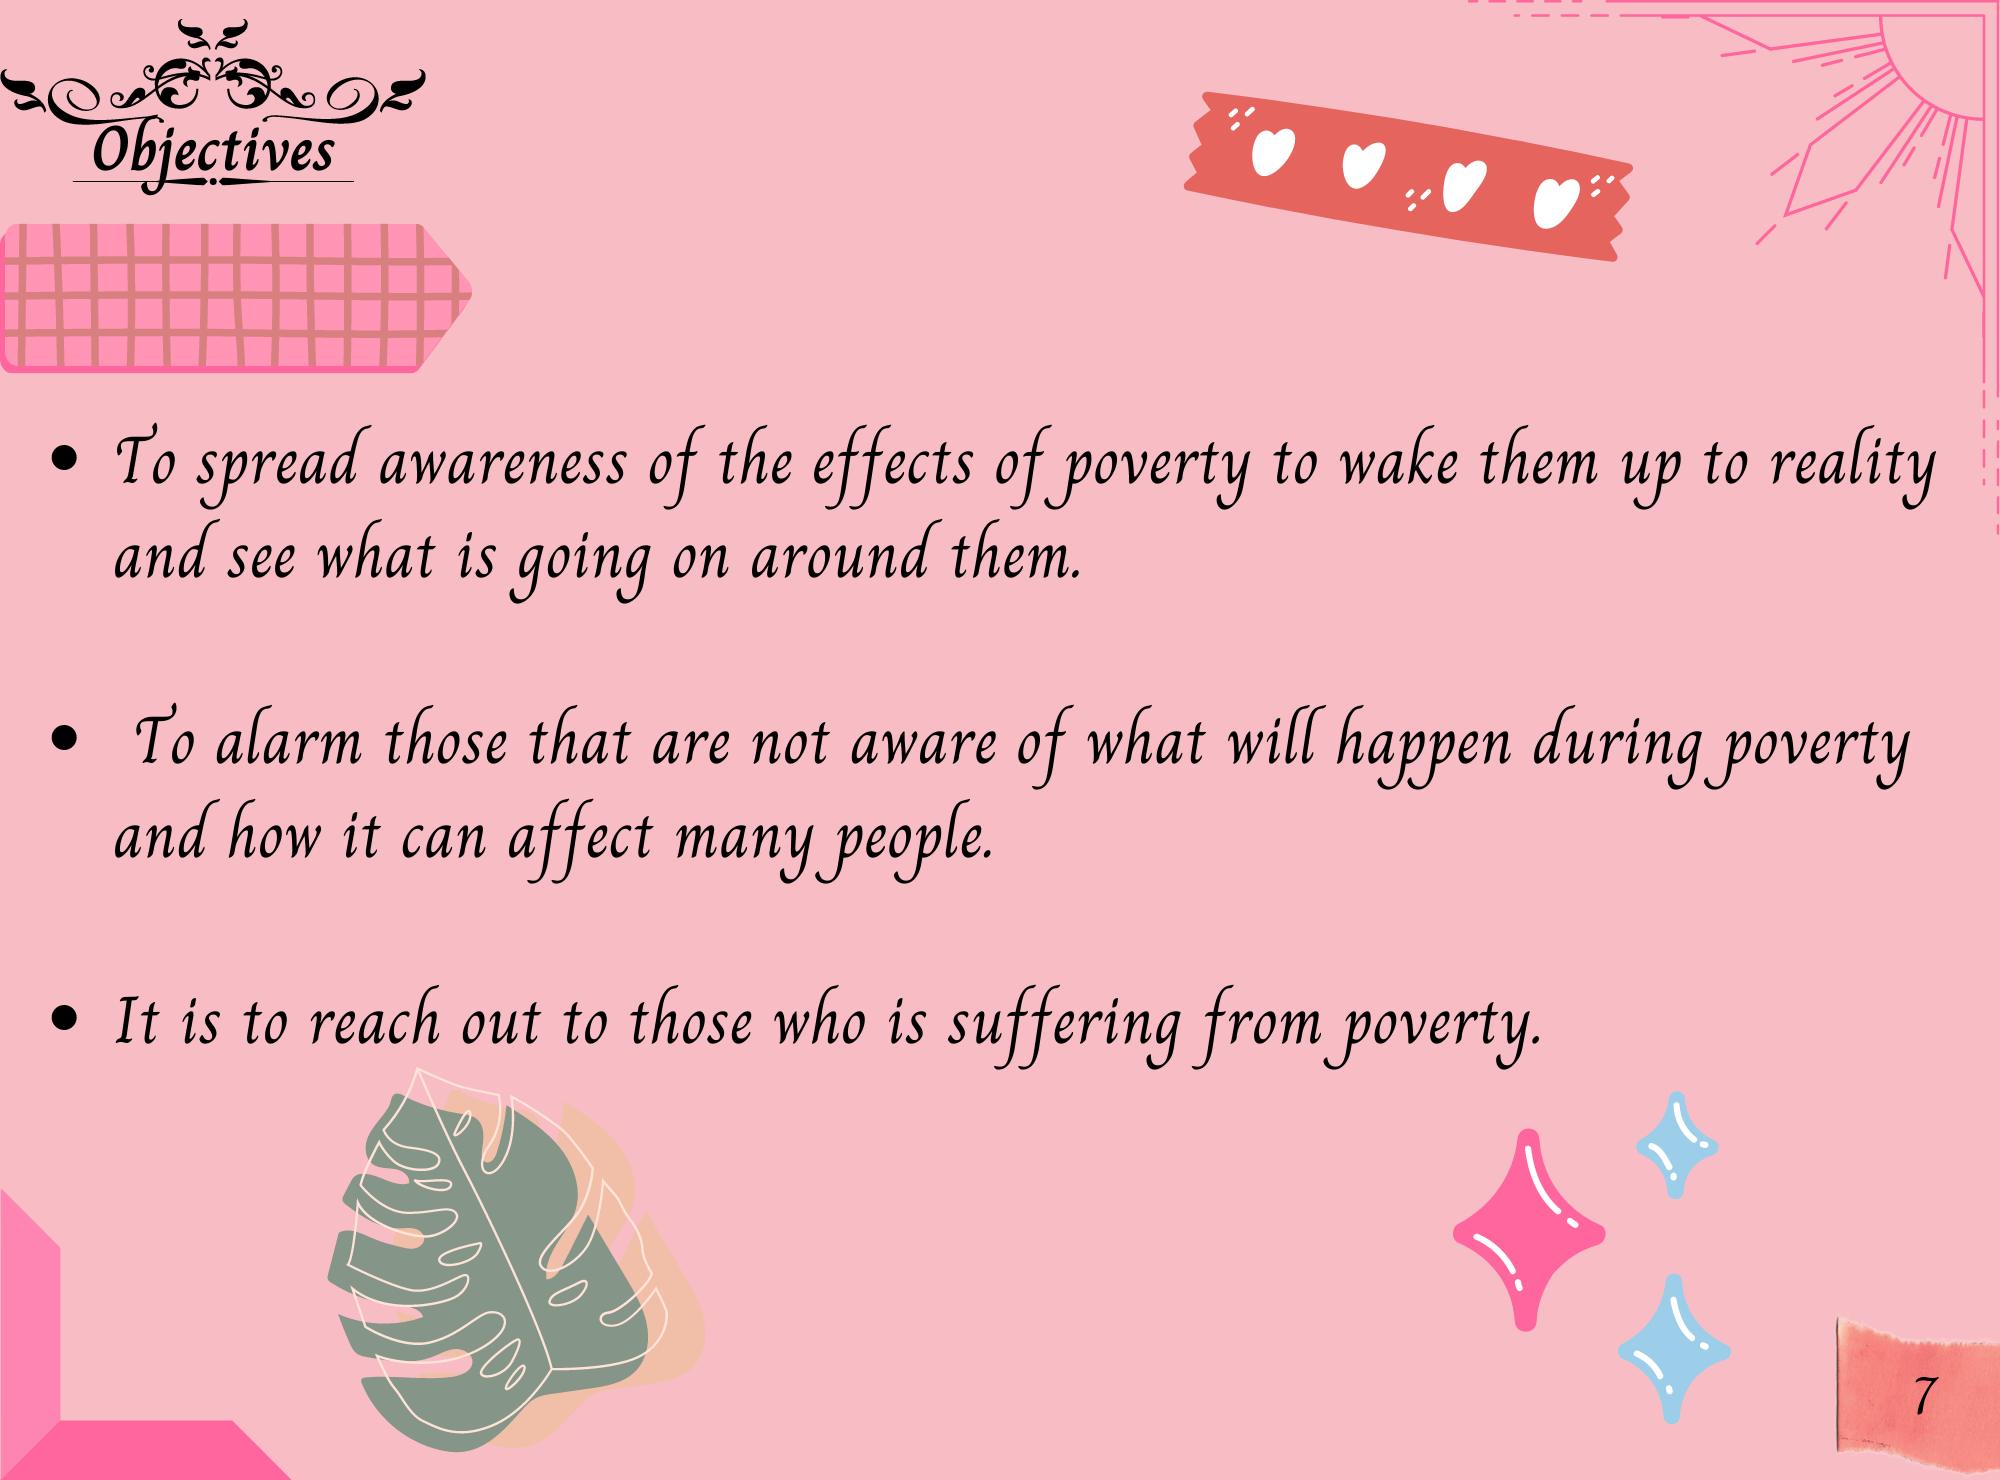 Objectives
• To spread awareness of the effects of poverty to wake them up to reality
and see what is going on around them.
• To alarm those that are not aware of what will happen during poverty
and how it can affect many people.
• It is to reach out to those who is suffering from poverty.
7